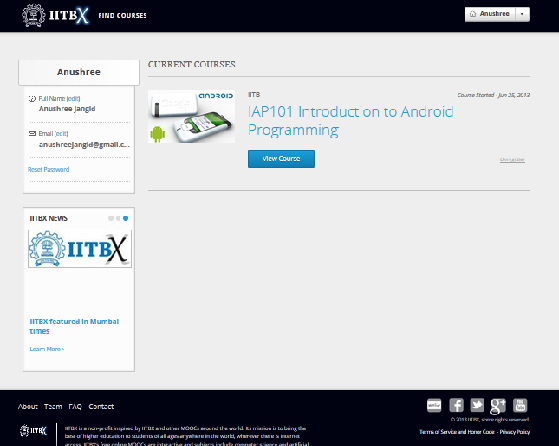 IITBX FIND COURSES
Anushree
Anushree
CURRENT COURSES
Full Name (edit)
Anushree Jangid
Email (edit)
anushreejangid@gmail.c...
Reset Password
ANDROID
IITB
Course Started - Jun 25, 2013
IAP101 Introduction to Android
Programming
View Course
Unregister
IITBX NEWS
IITBX
IITBX featured in Mumbai
times
Learn More ›
About Team FAQ Contact
IITBX
IITBX is a non-profit inspires by IITB and other MOOCs around the world. Its mission is to bring the
best of higher education to students of all ages anywhere in the world, wherever there is Internet
access. IITBX's free online MOOCs are interactive and subjects include computer science and artificial
© 2013 IITBX, some rights reserved.
Terms of Service and Honor Code - Privacy Policy